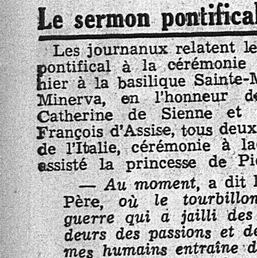 Le sermon pontifical
Les journaux relatent le
pontifical à la cérémonie
hier à la basilique Sainte-M
Minerva, en l'honneur de
Catherine de Sienne et
François d'Assise, tous deux
de l'Italie, cérémonie à la
assisté la princesse de Pié
— Au moment, a dit l
Père, où le tourbillon
guerre qui a jailli des
deurs des passions et de
mes humains entraîne d